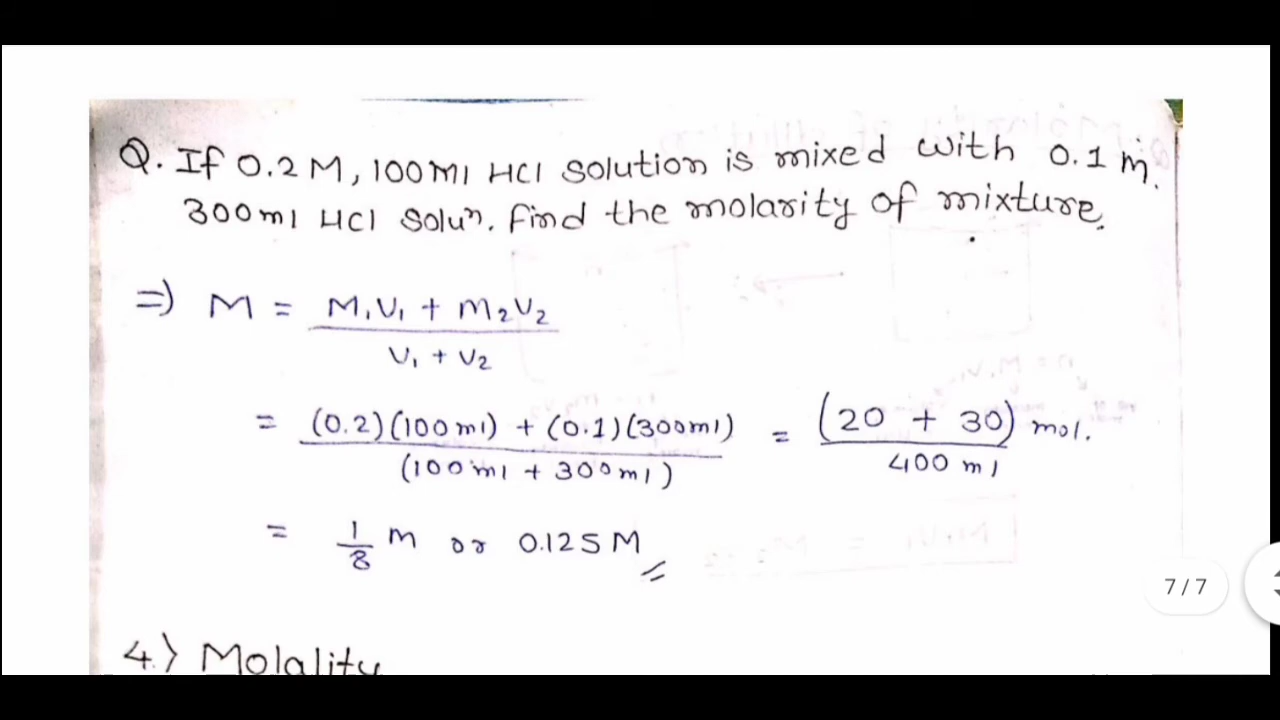 Q. If 0.2 M, 100 ml HCl solution is mixed with 0.1 m.
300 ml HCl Soluⁿ. find the molarity of mixture.
=) M = M₁V₁ + M₂V₂
V₁ + V₂
= (0.2)(100 ml) + (0.1)(300 ml) = (20 + 30) mol.
(100 ml + 300 ml) 400 ml
= 1/8 m or 0.125 M
7 / 7
4.) Molality